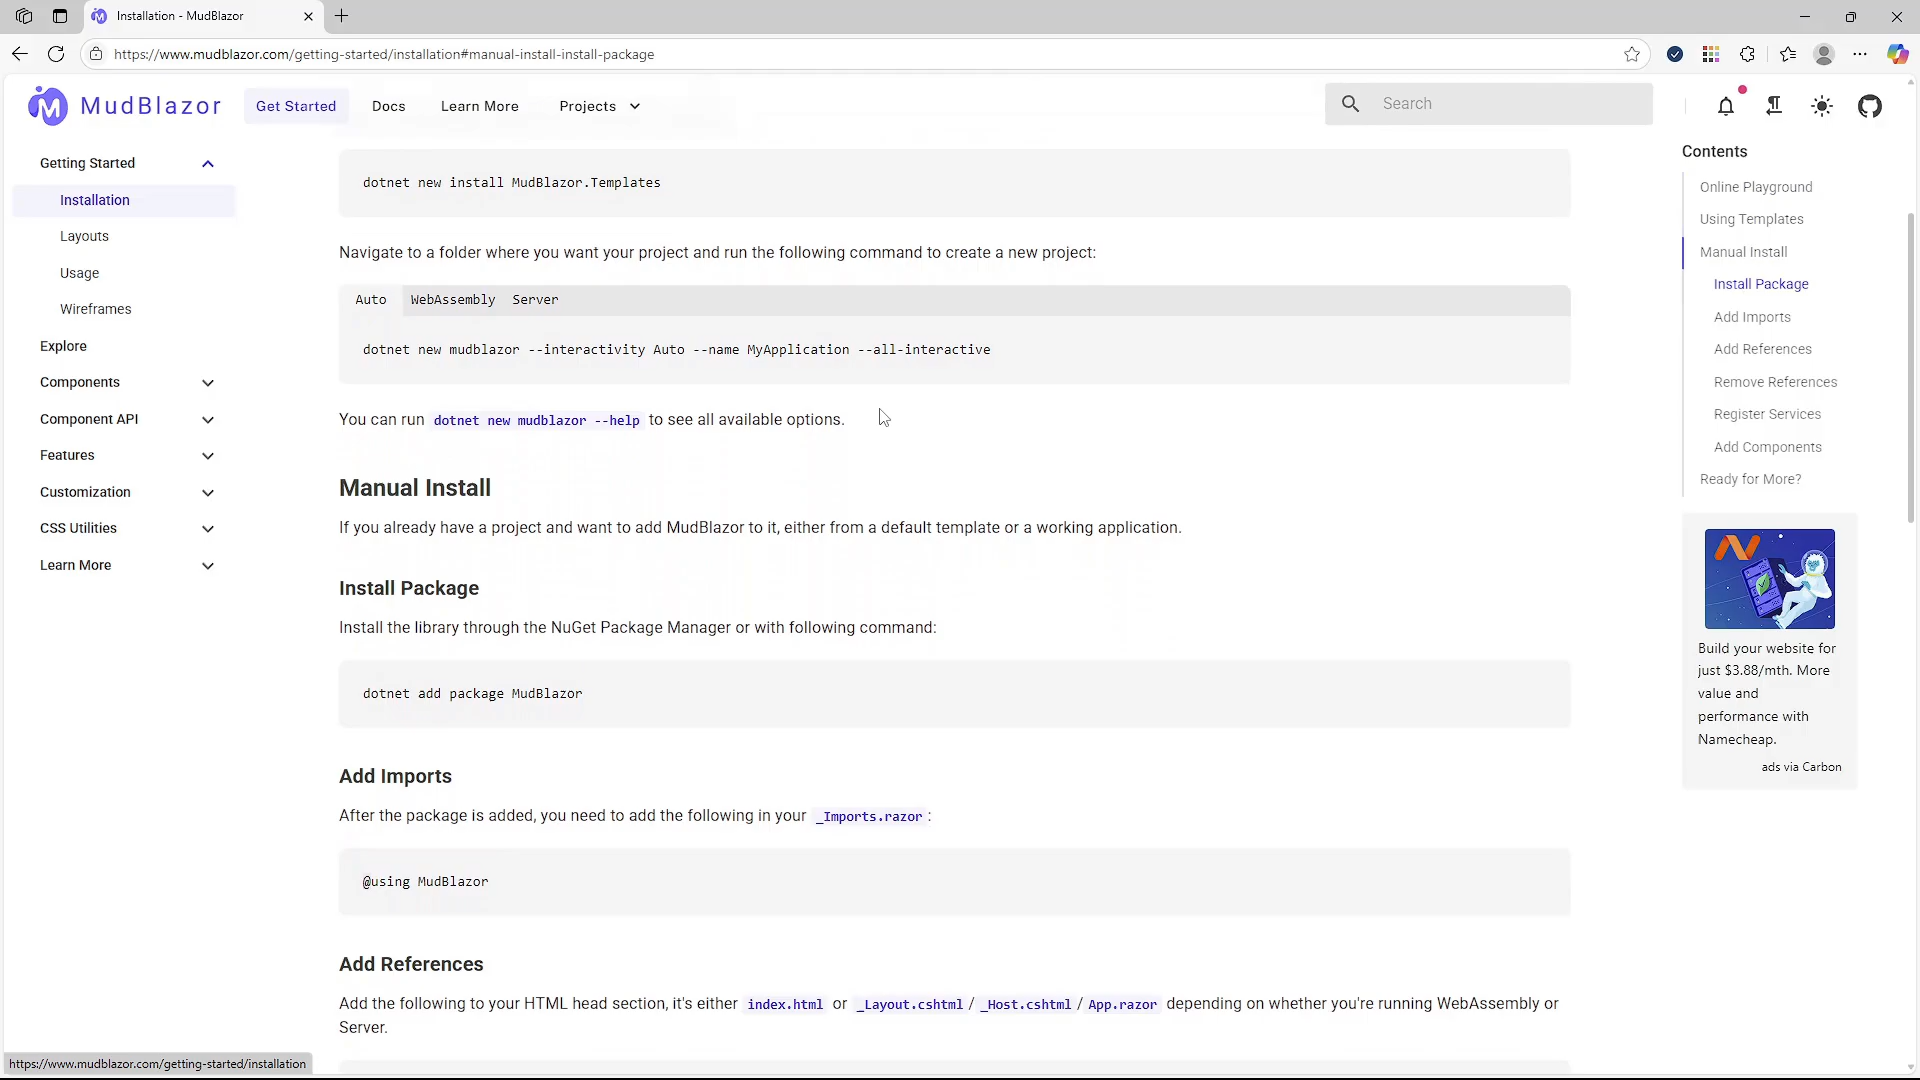 Installation - MudBlazor
https://www.mudblazor.com/getting-started/installation#manual-install-install-package
MudBlazor
Get Started
Docs
Learn More
Projects
Search
Getting Started
Installation
Layouts
Usage
Wireframes
Explore
Components
Component API
Features
Customization
CSS Utilities
Learn More
dotnet new install MudBlazor.Templates
Navigate to a folder where you want your project and run the following command to create a new project:
Auto WebAssembly Server
dotnet new mudblazor --interactivity Auto --name MyApplication --all-interactive
You can run dotnet new mudblazor --help to see all available options.
Manual Install
If you already have a project and want to add MudBlazor to it, either from a default template or a working application.
Install Package
Install the library through the NuGet Package Manager or with following command:
dotnet add package MudBlazor
Add Imports
After the package is added, you need to add the following in your _Imports.razor :
@using MudBlazor
Add References
Add the following to your HTML head section, it's either index.html or _Layout.cshtml / _Host.cshtml / App.razor depending on whether you're running WebAssembly or
Server.
Contents
Online Playground
Using Templates
Manual Install
Install Package
Add Imports
Add References
Remove References
Register Services
Add Components
Ready for More?
Build your website for
just $3.88/mth. More
value and
performance with
Namecheap.
ads via Carbon
https://www.mudblazor.com/getting-started/installation